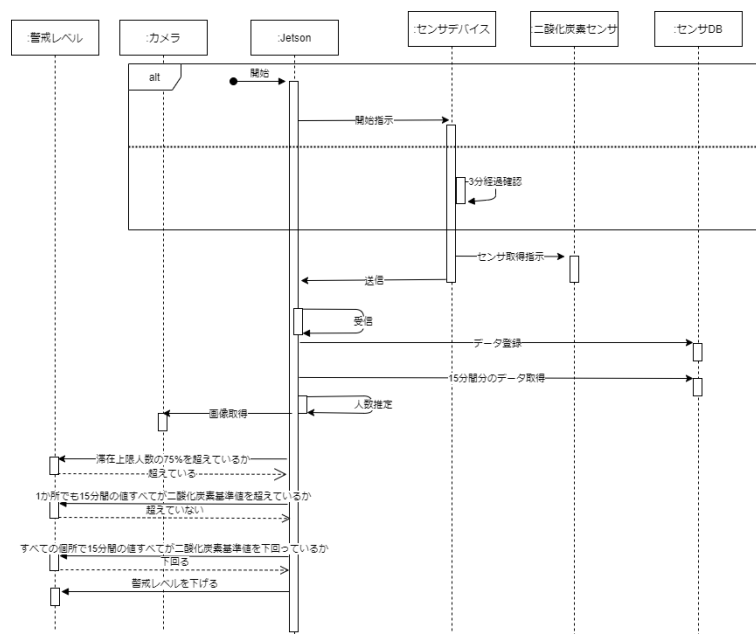 :警戒レベル
:カメラ
:Jetson
:センサデバイス
:二酸化炭素センサ
:センサDB
alt
開始
開始指示
3分経過確認
センサ取得指示
送信
受信
データ登録
15分間分のデータ取得
人数推定
画像取得
滞在上限人数の75%を超えているか
超えている
1か所でも15分間の値すべてが二酸化炭素基準値を超えているか
超えていない
すべての個所で15分間の値すべてが二酸化炭素基準値を下回っているか
下回る
警戒レベルを下げる